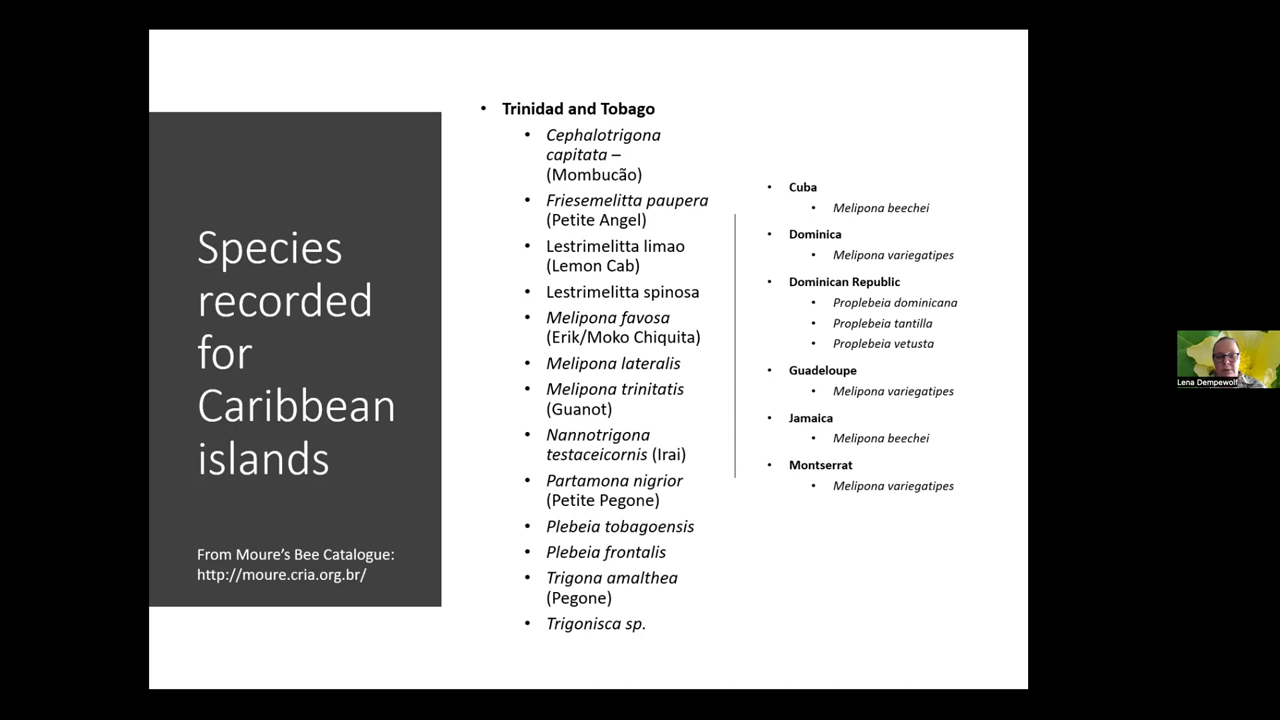 Species
recorded
for
Caribbean
islands
From Moure's Bee Catalogue:
http://moure.cria.org.br/
• Trinidad and Tobago
• Cephalotrigona
capitata –
(Mombucão)
• Friesemelitta paupera
(Petite Angel)
• Lestrimelitta limao
(Lemon Cab)
• Lestrimelitta spinosa
• Melipona favosa
(Erik/Moko Chiquita)
• Melipona lateralis
• Melipona trinitatis
(Guanot)
• Nannotrigona
testaceicornis (Irai)
• Partamona nigrior
(Petite Pegone)
• Plebeia tobagoensis
• Plebeia frontalis
• Trigona amalthea
(Pegone)
• Trigonisca sp.
• Cuba
• Melipona beechei
• Dominica
• Melipona variegatipes
• Dominican Republic
• Proplebeia dominicana
• Proplebeia tantilla
• Proplebeia vetusta
• Guadeloupe
• Melipona variegatipes
• Jamaica
• Melipona beechei
• Montserrat
• Melipona variegatipes
Lena Dempewolf